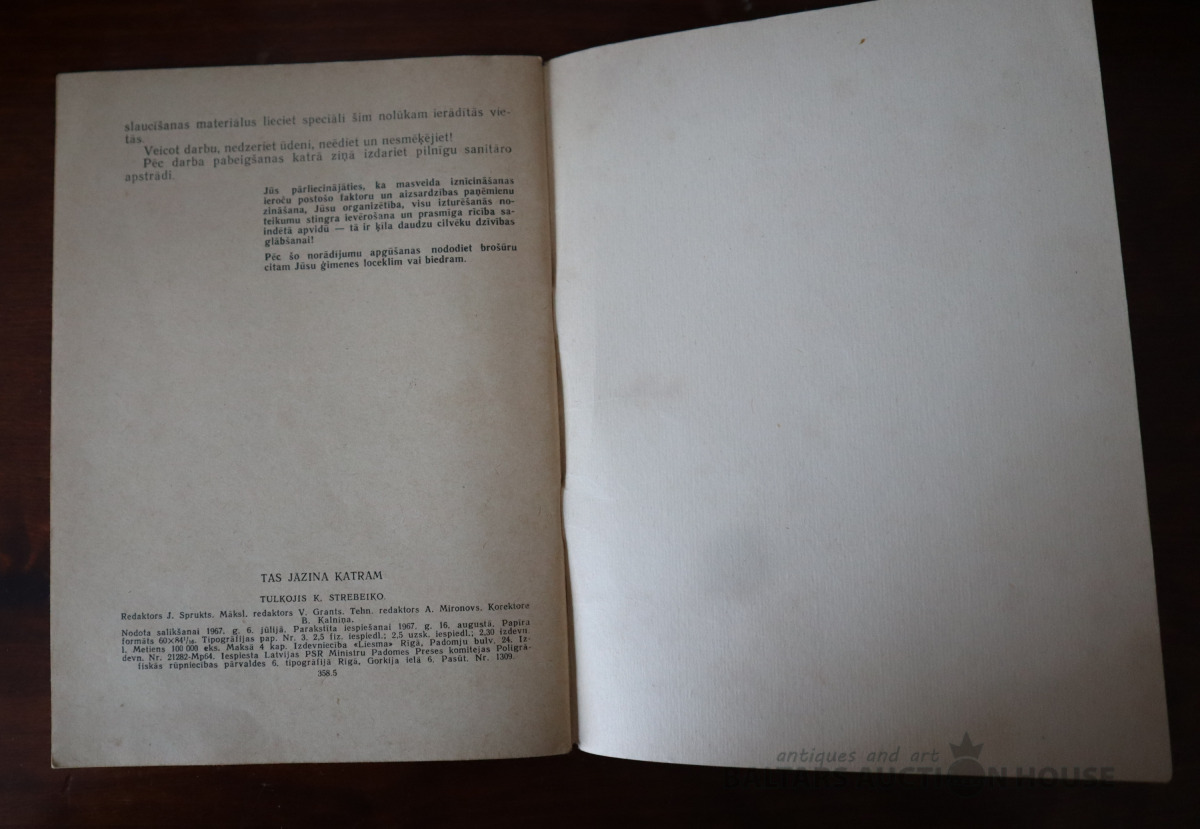 slaucīšanas materiālus lieciet speciāli šim nolūkam ierādītās vie-
tās.
Veicot darbu, nedzeriet ūdeni, neēdiet un nesmēķējiet!
Pēc darba pabeigšanas katrā ziņā izdariet pilnīgu sanitāro
apstrādi.
Jūs pārliecinājāties, ka masveida iznīcināšanas
ieroču postošo faktoru un aizsardzības paņēmienu
zināšana, Jūsu organizētība, visu izturēšanās no-
teikumu stingra ievērošana un prasmīga rīcība sa-
indētā apvidū — tā ir ķīla daudzu cilvēku dzīvības
glābšanai!
Pēc šo norādījumu apgūšanas nododiet brošūru
citam Jūsu ģimenes loceklim vai biedram.
TAS JĀZINA KATRAM
TULKOJIS K. STREBEIKO.
Redaktors J. Sprukts. Māksl. redaktors V. Grants. Tehn. redaktors A. Mironovs. Korektore
B. Kalniņa.
Nodota salikšanai 1967. g. 6. jūlijā. Parakstīta iespiešanai 1967. g. 16. augustā. Papīra
formāts 60×84¹/₁₆. Tipogrāfijas pap. Nr. 3. 2,5 fiz. iespiedl.; 2,5 uzsk. iespiedl.; 2,30 izdevn.
l. Metiens 100 000 eks. Maksā 4 kap. Izdevniecība «Liesma» Rīgā, Padomju bulv. 24. Iz-
devn. Nr. 21282-Mp64. Iespiesta Latvijas PSR Ministru Padomes Preses komitejas Poligrā-
fiskās rūpniecības pārvaldes 6. tipogrāfijā Rīgā, Gorkija ielā 6. Pasūt. Nr. 1309.
358.5
antiques and art
BALTARS AUCTION HOUSE